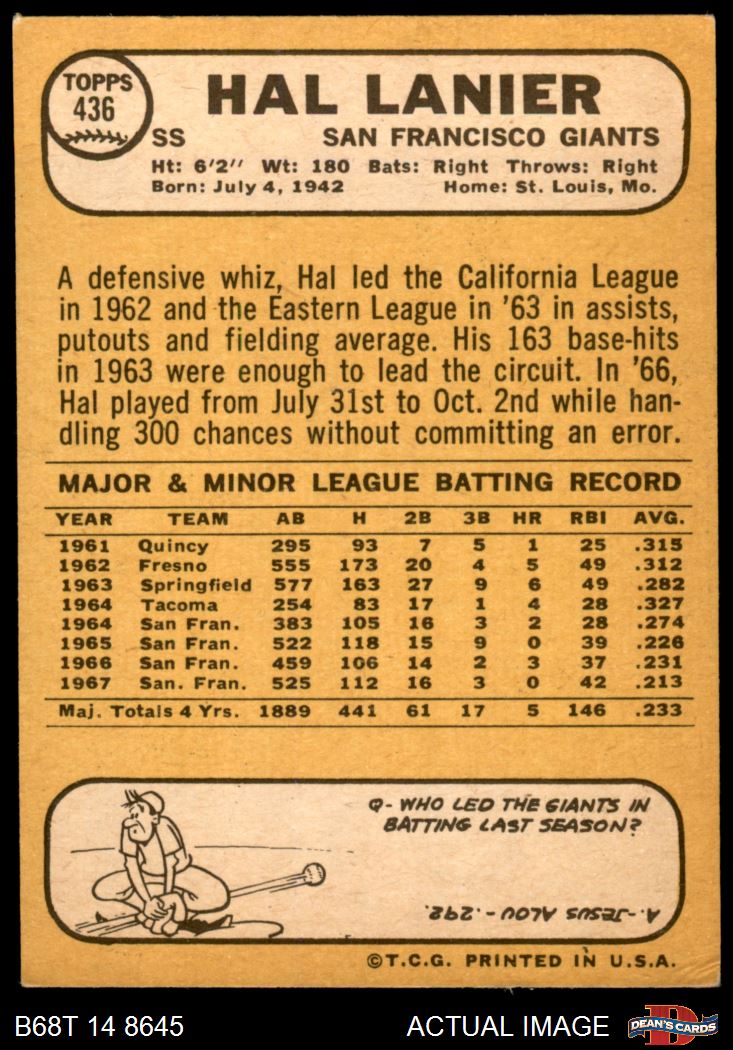 TOPPS
436
HAL LANIER
SS SAN FRANCISCO GIANTS
Ht: 6'2" Wt: 180 Bats: Right Throws: Right
Born: July 4, 1942 Home: St. Louis, Mo.
A defensive whiz, Hal led the California League
in 1962 and the Eastern League in '63 in assists,
putouts and fielding average. His 163 base-hits
in 1963 were enough to lead the circuit. In '66,
Hal played from July 31st to Oct. 2nd while han-
dling 300 chances without committing an error.
MAJOR & MINOR LEAGUE BATTING RECORD
YEAR TEAM AB H 2B 3B HR RBI AVG.
1961 Quincy 295 93 7 5 1 25 .315
1962 Fresno 555 173 20 4 5 49 .312
1963 Springfield 577 163 27 9 6 49 .282
1964 Tacoma 254 83 17 1 4 28 .327
1964 San Fran. 383 105 16 3 2 28 .274
1965 San Fran. 522 118 15 9 0 39 .226
1966 San Fran. 459 106 14 2 3 37 .231
1967 San. Fran. 525 112 16 3 0 42 .213
Maj. Totals 4 Yrs. 1889 441 61 17 5 146 .233
Q- WHO LED THE GIANTS IN
BATTING LAST SEASON?
A.- JESUS ALOU - .292.
©T.C.G. PRINTED IN U.S.A.
B68T 14 8645 ACTUAL IMAGE DEAN'S CARDS